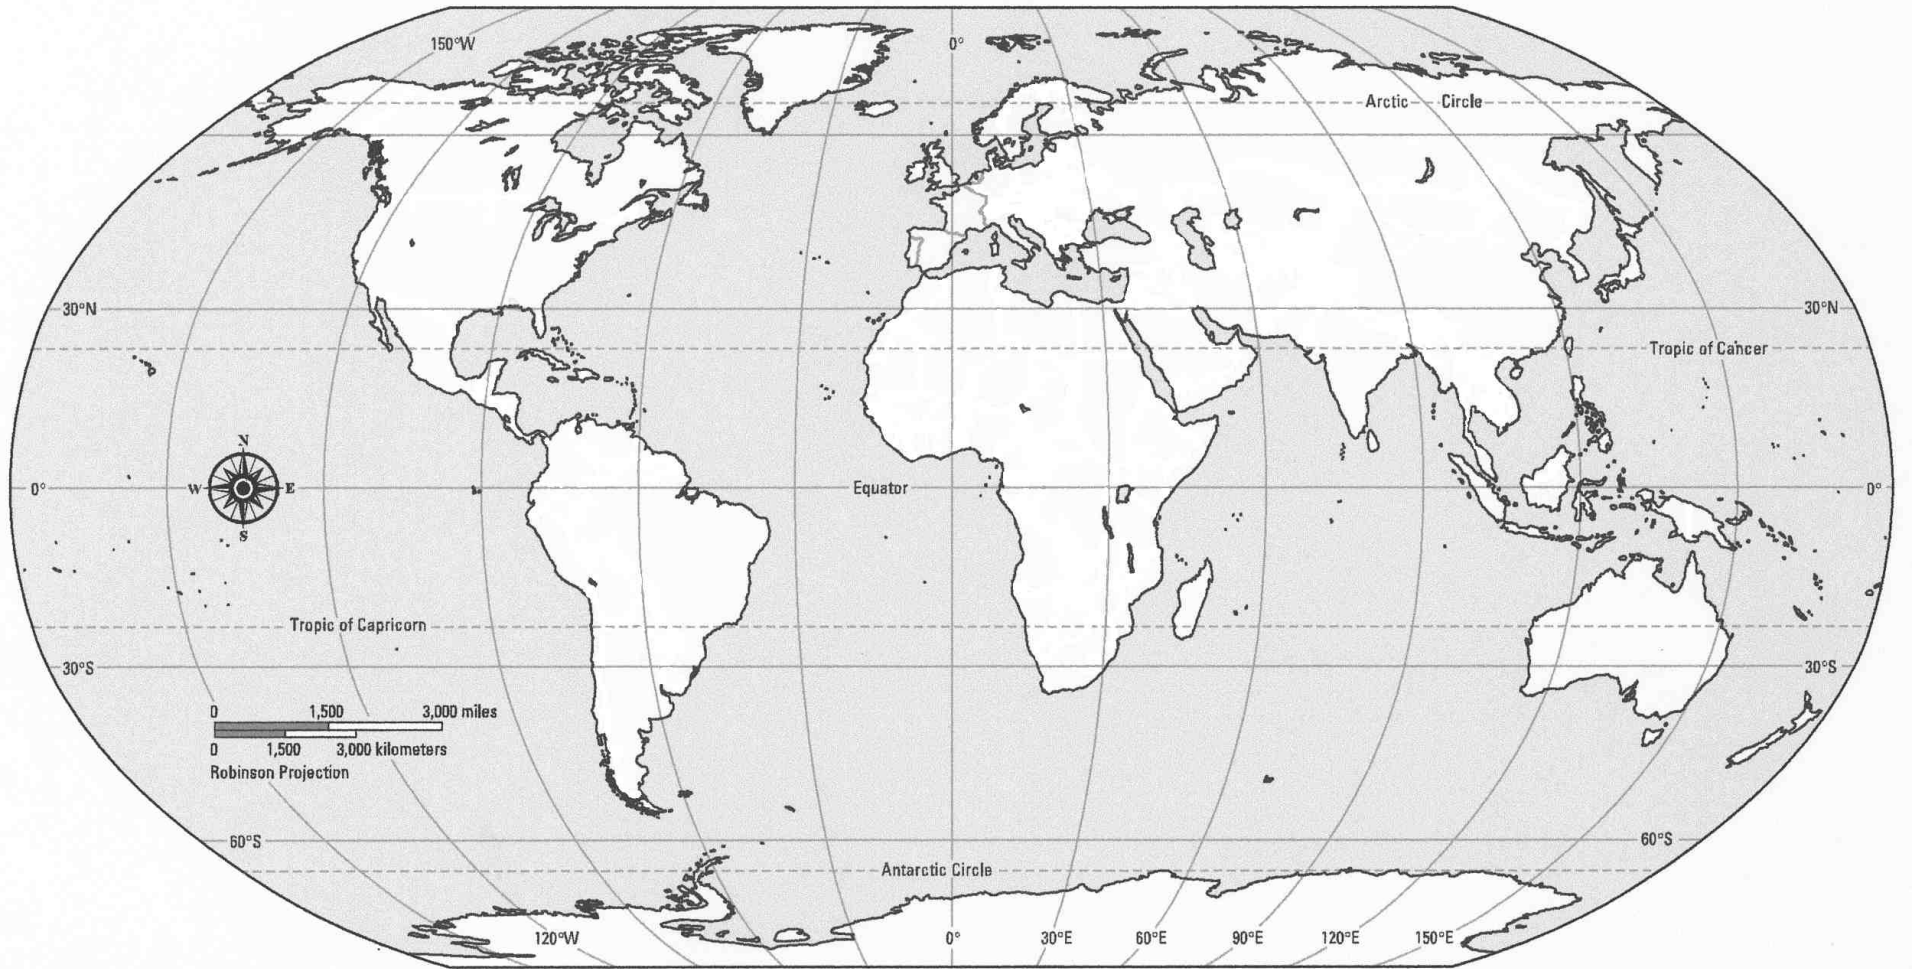 150°W 0°
Arctic Circle
30°N 30°N
Tropic of Cancer
N
0° W E Equator 0°
S
Tropic of Capricorn
30°S 30°S
0 1,500 3,000 miles
0 1,500 3,000 kilometers
Robinson Projection
60°S 60°S
Antarctic Circle
120°W 0° 30°E 60°E 90°E 120°E 150°E